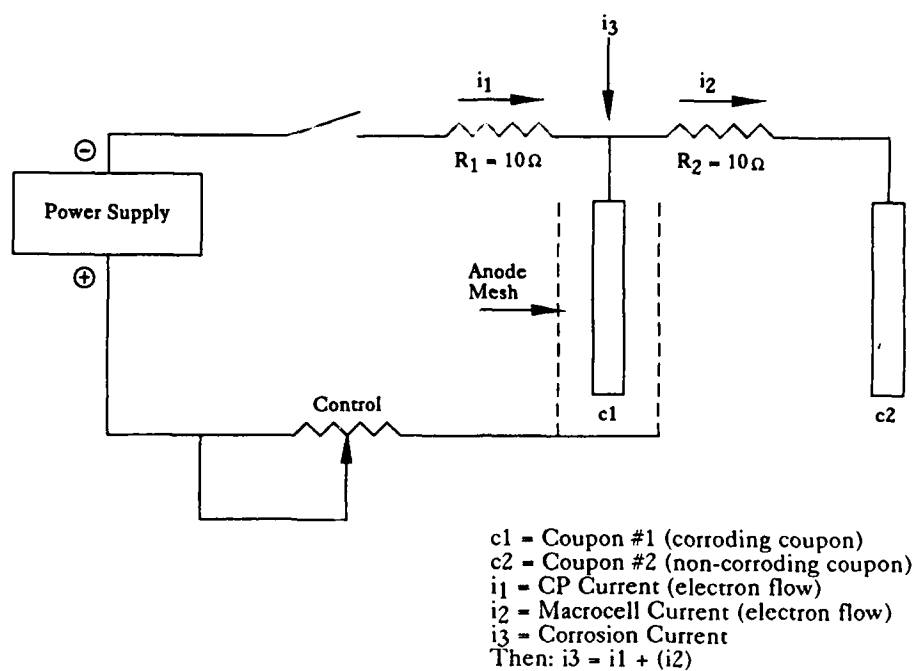 i3
i1
i2
⊖
R1 = 10Ω
R2 = 10Ω
Power Supply
⊕
Anode
Mesh
Control
c1
c2
c1 = Coupon #1 (corroding coupon)
c2 = Coupon #2 (non-corroding coupon)
i1 = CP Current (electron flow)
i2 = Macrocell Current (electron flow)
i3 = Corrosion Current
Then: i3 = i1 + (i2)